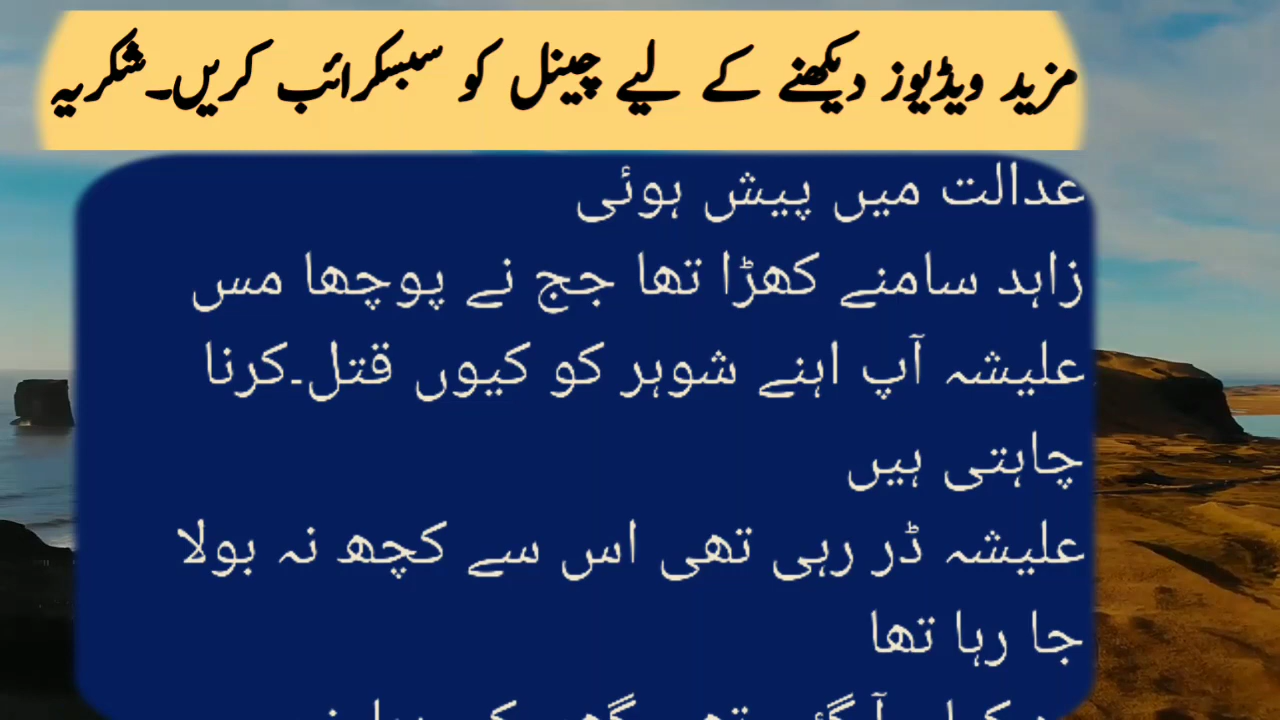 مزید ویڈیوز دیکھنے کے لیے چینل کو سبسکرائب کریں۔شکریہ
عدالت میں پیش ہوئی
زاہد سامنے کھڑا تھا جج نے پوچھا مس
علیشہ آپ اہنے شوہر کو کیوں قتل۔کرنا
چاہتی ہیں
علیشہ ڈر رہی تھی اس سے کچھ نہ بولا
جا رہا تھا